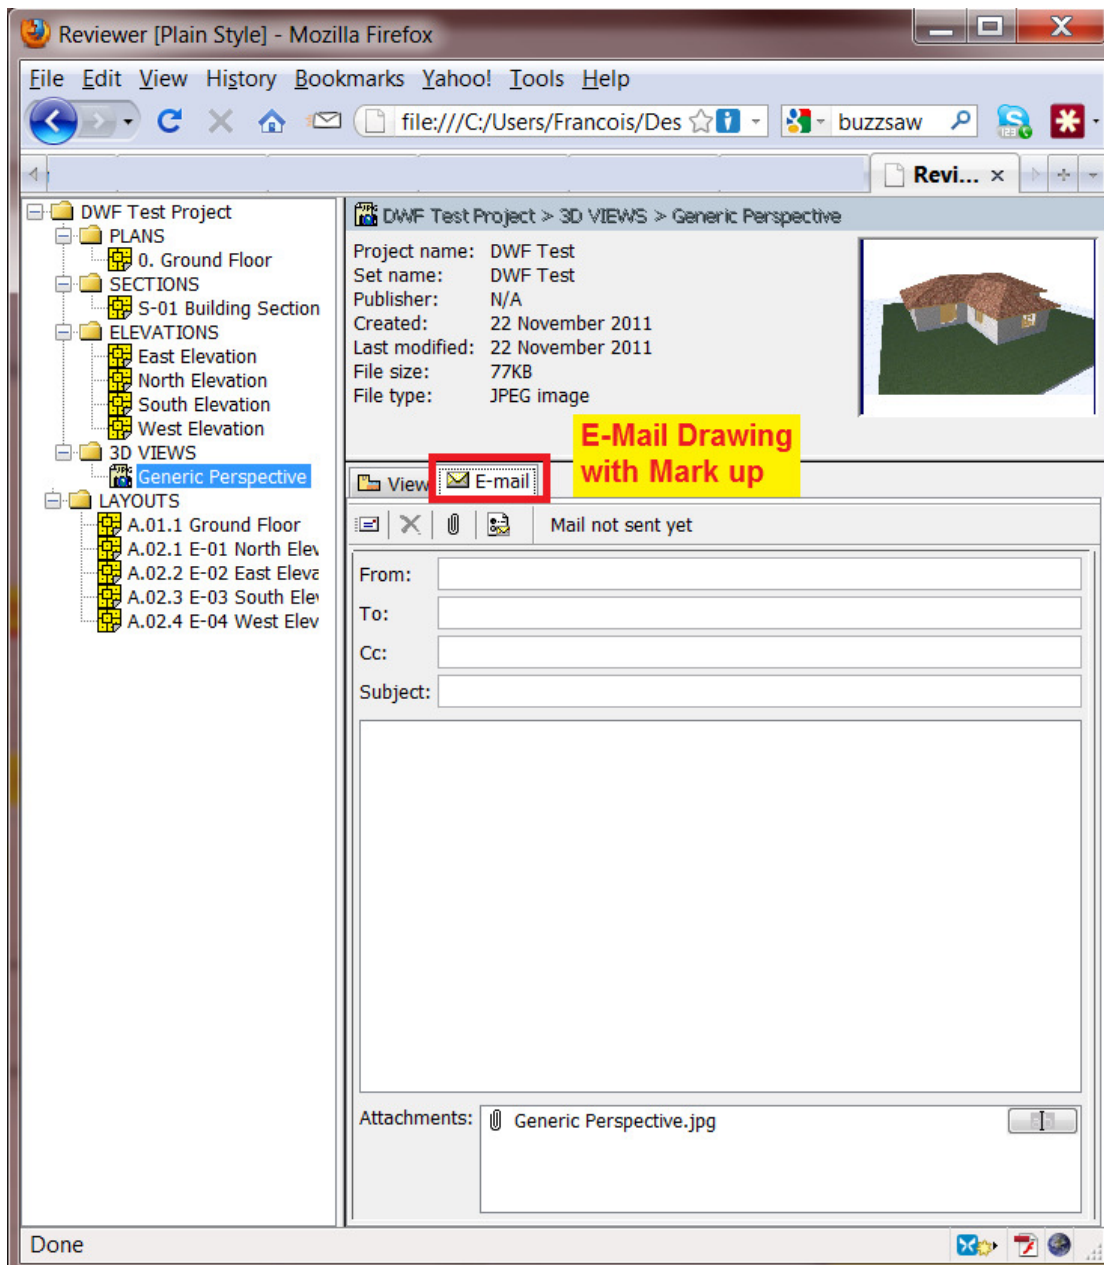 Reviewer [Plain Style] - Mozilla Firefox
File Edit View History Bookmarks Yahoo! Tools Help
file:///C:/Users/Francois/Des buzzsaw
Revi...
DWF Test Project
PLANS
0. Ground Floor
SECTIONS
S-01 Building Section
ELEVATIONS
East Elevation
North Elevation
South Elevation
West Elevation
3D VIEWS
Generic Perspective
LAYOUTS
A.01.1 Ground Floor
A.02.1 E-01 North Elev
A.02.2 E-02 East Eleva
A.02.3 E-03 South Elev
A.02.4 E-04 West Elev
DWF Test Project > 3D VIEWS > Generic Perspective
Project name: DWF Test
Set name: DWF Test
Publisher: N/A
Created: 22 November 2011
Last modified: 22 November 2011
File size: 77KB
File type: JPEG image
E-Mail Drawing
with Mark up
View E-mail
Mail not sent yet
From:
To:
Cc:
Subject:
Attachments: Generic Perspective.jpg
Done